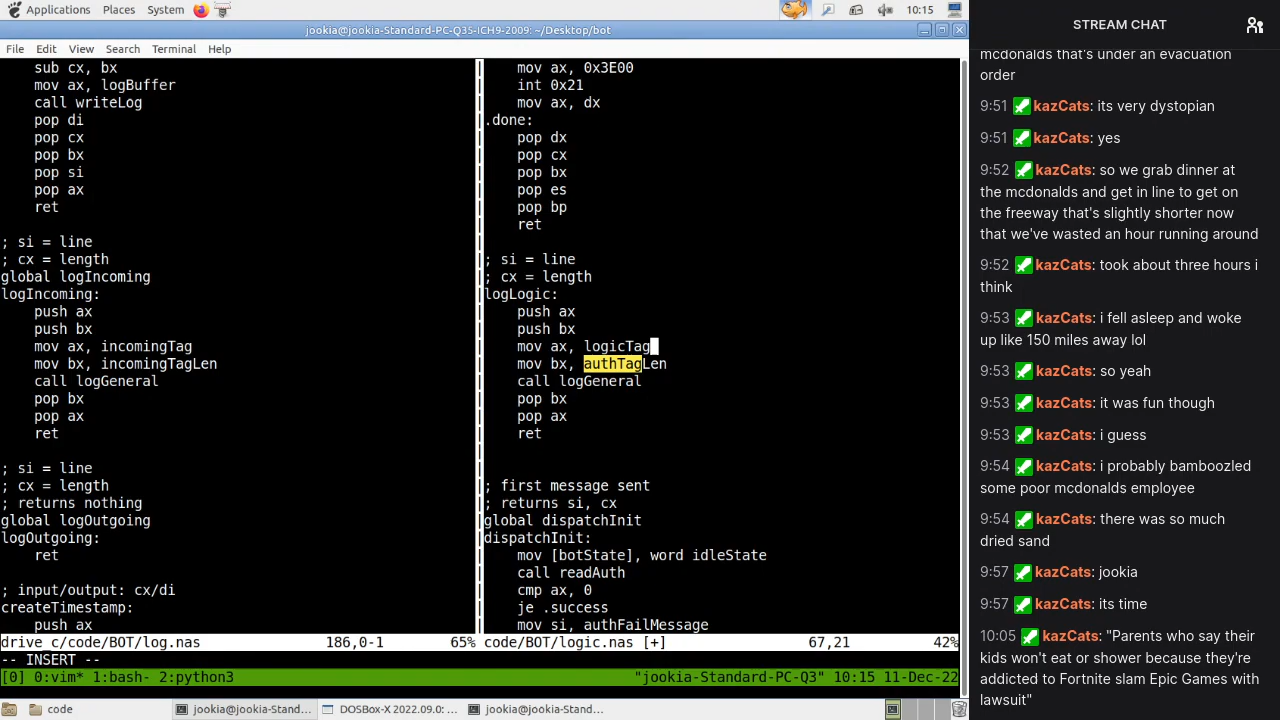 Applications Places System 10:15
jookia@jookia-Standard-PC-Q35-ICH9-2009: ~/Desktop/bot
File Edit View Search Terminal Help
sub cx, bx
mov ax, logBuffer
call writeLog
pop di
pop cx
pop bx
pop si
pop ax
ret
; si = line
; cx = length
global logIncoming
logIncoming:
push ax
push bx
mov ax, incomingTag
mov bx, incomingTagLen
call logGeneral
pop bx
pop ax
ret
; si = line
; cx = length
; returns nothing
global logOutgoing
logOutgoing:
ret
; input/output: cx/di
createTimestamp:
push ax
drive c/code/BOT/log.nas 186,0-1 65%
mov ax, 0x3E00
int 0x21
mov ax, dx
.done:
pop dx
pop cx
pop bx
pop es
pop bp
ret
; si = line
; cx = length
logLogic:
push ax
push bx
mov ax, logicTag
mov bx, authTagLen
call logGeneral
pop bx
pop ax
ret
; first message sent
; returns si, cx
global dispatchInit
dispatchInit:
mov [botState], word idleState
call readAuth
cmp ax, 0
je .success
mov si, authFailMessage
code/BOT/logic.nas [+] 67,21 42%
-- INSERT --
[0] 0:vim* 1:bash- 2:python3 "jookia-Standard-PC-Q3" 10:15 11-Dec-22
code jookia@jookia-Stand... DOSBox-X 2022.09.0: ... jookia@jookia-Stand...
STREAM CHAT
mcdonalds that's under an evacuation
order
9:51 kazCats: its very dystopian
9:51 kazCats: yes
9:52 kazCats: so we grab dinner at
the mcdonalds and get in line to get on
the freeway that's slightly shorter now
that we've wasted an hour running around
9:52 kazCats: took about three hours i
think
9:53 kazCats: i fell asleep and woke
up like 150 miles away lol
9:53 kazCats: so yeah
9:53 kazCats: it was fun though
9:53 kazCats: i guess
9:54 kazCats: i probably bamboozled
some poor mcdonalds employee
9:54 kazCats: there was so much
dried sand
9:57 kazCats: jookia
9:57 kazCats: its time
10:05 kazCats: "Parents who say their
kids won't eat or shower because they're
addicted to Fortnite slam Epic Games with
lawsuit"